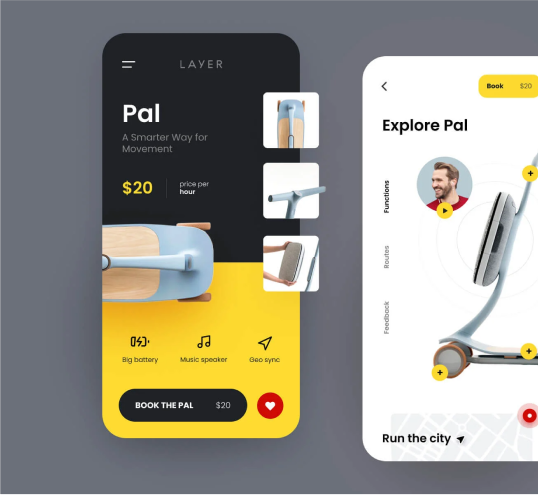 LAYER
Pal
A Smarter Way for
Movement
$20
price per
hour
Big battery
Music speaker
Geo sync
BOOK THE PAL
$20
Book
$20
Explore Pal
Functions
Routes
Feedback
Run the city